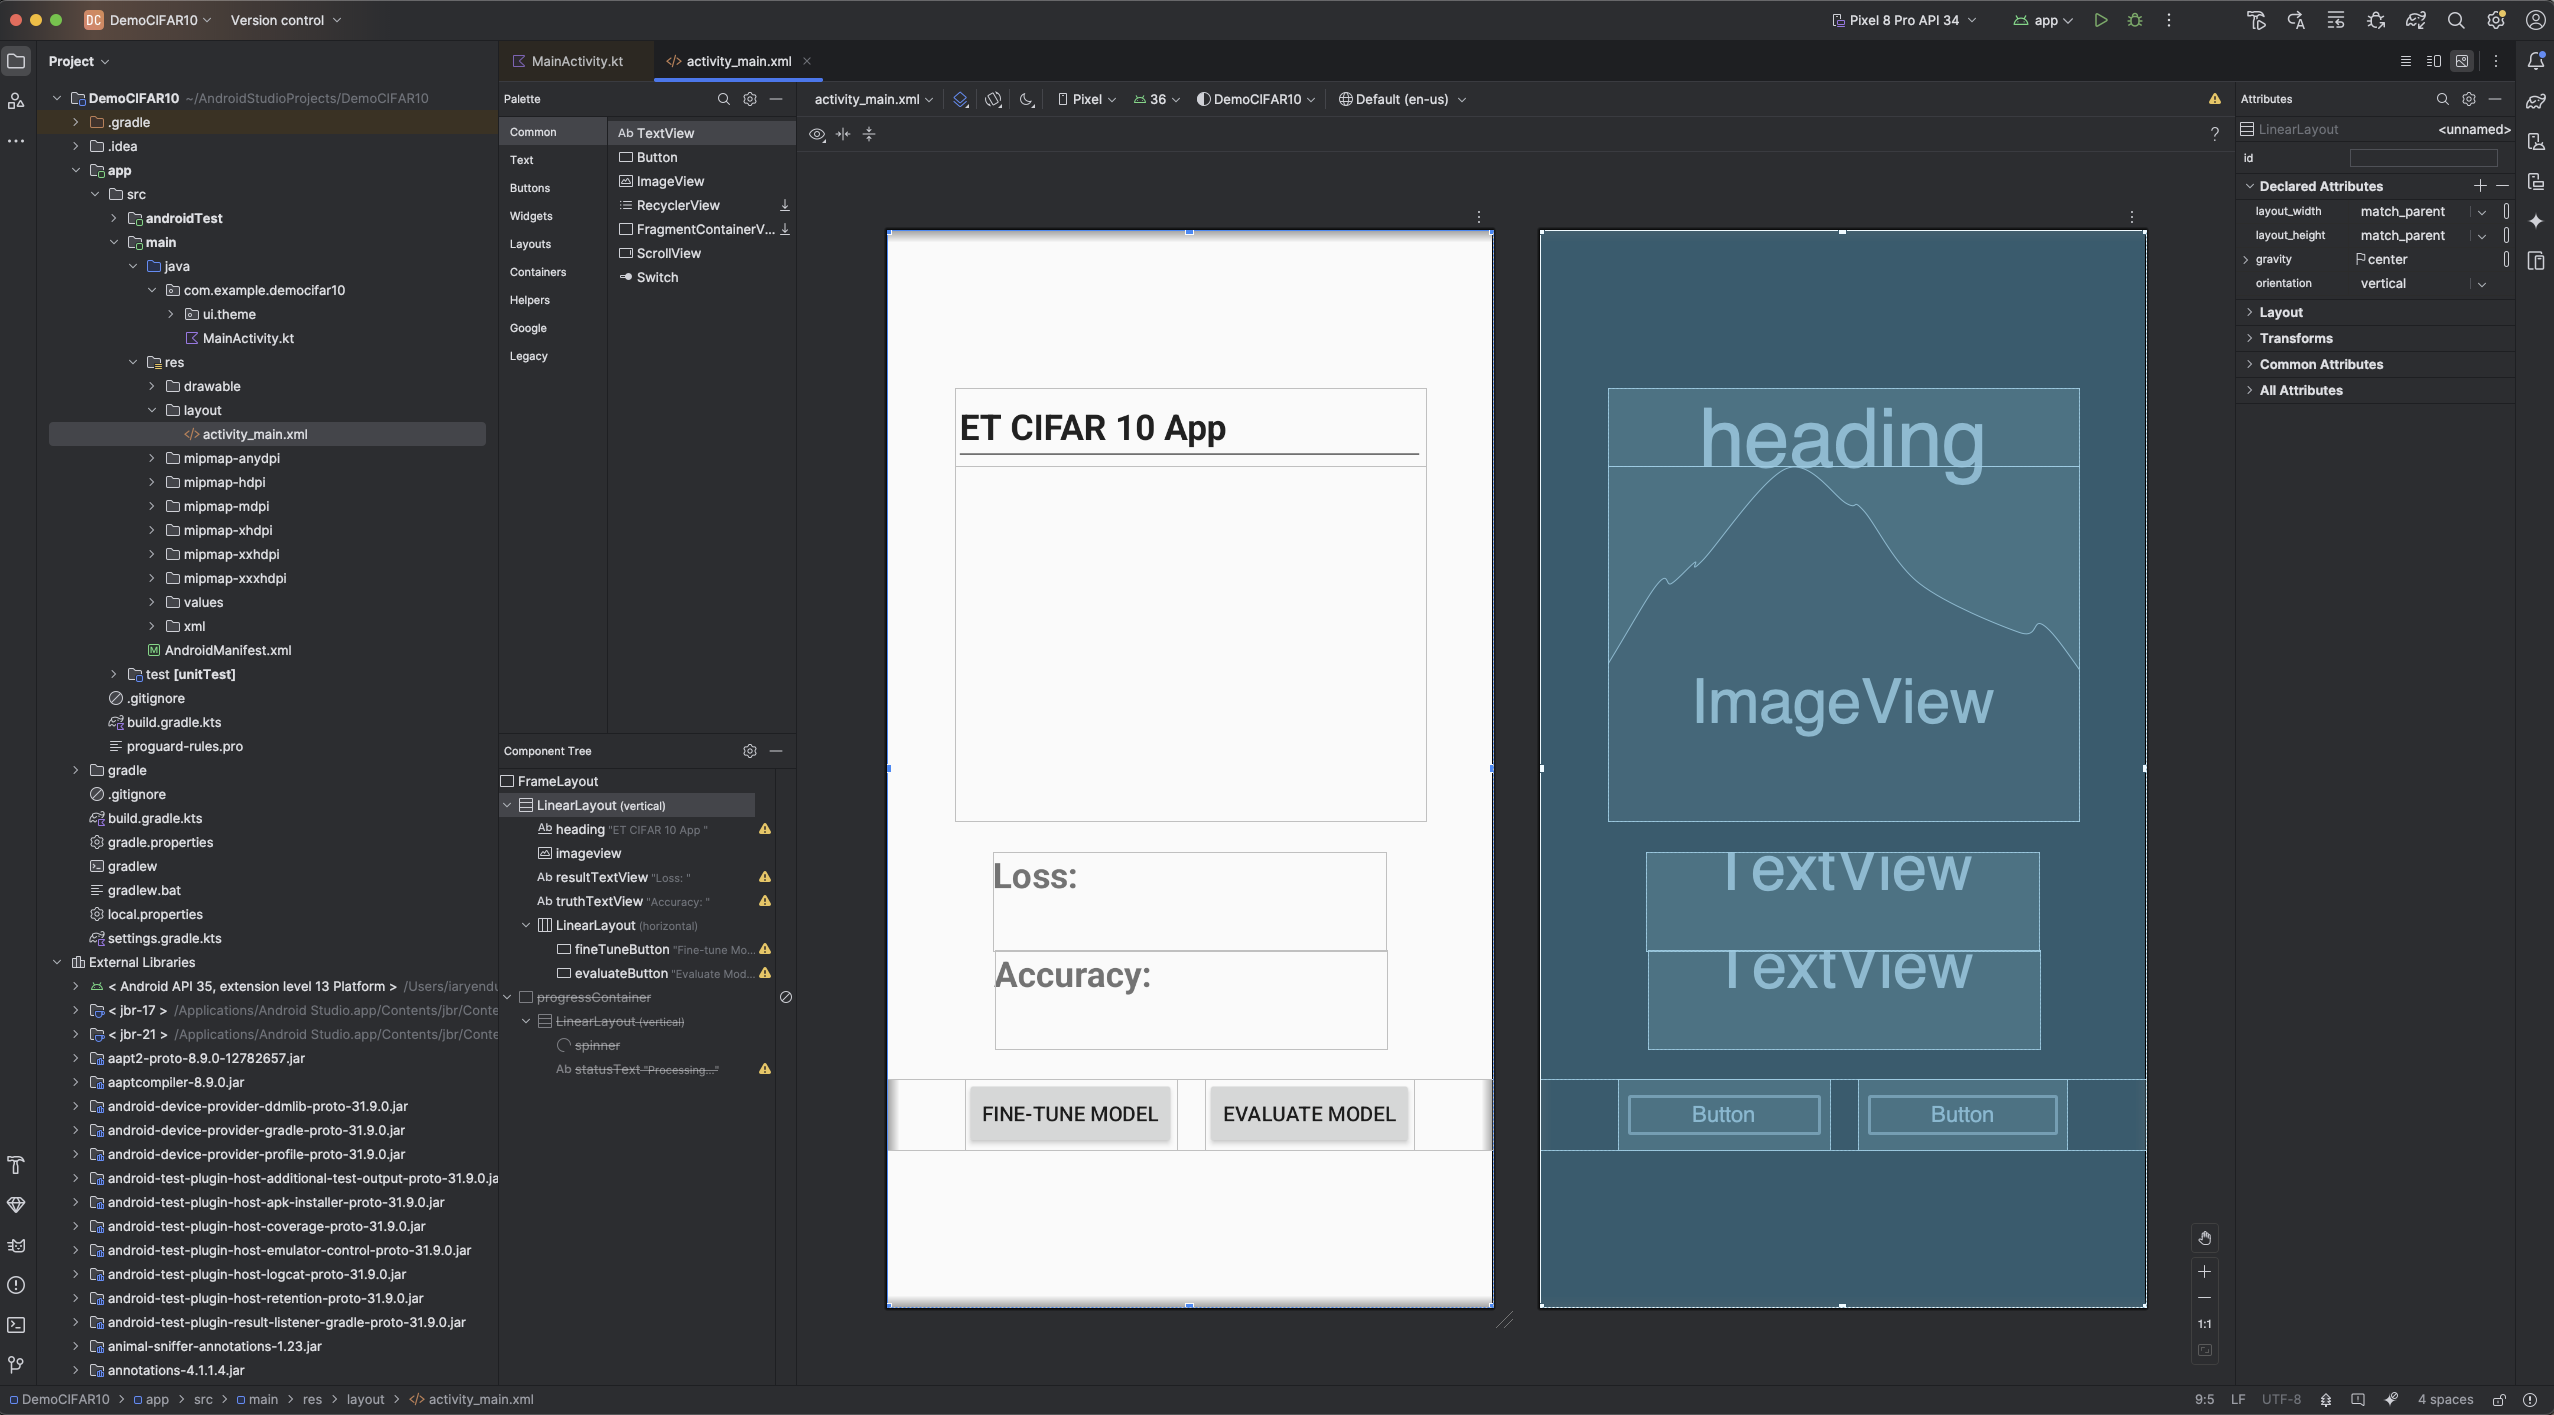 DC DemoCIFAR10 Version control Pixel 8 Pro API 34 app
Project
DemoCIFAR10 ~/AndroidStudioProjects/DemoCIFAR10
.gradle
.idea
app
src
androidTest
main
java
com.example.democifar10
ui.theme
MainActivity.kt
res
drawable
layout
activity_main.xml
mipmap-anydpi
mipmap-hdpi
mipmap-mdpi
mipmap-xhdpi
mipmap-xxhdpi
mipmap-xxxhdpi
values
xml
AndroidManifest.xml
test [unitTest]
.gitignore
build.gradle.kts
proguard-rules.pro
gradle
.gitignore
build.gradle.kts
gradle.properties
gradlew
gradlew.bat
local.properties
settings.gradle.kts
External Libraries
< Android API 35, extension level 13 Platform > /Users/iaryendu
< jbr-17 > /Applications/Android Studio.app/Contents/jbr/Conte
< jbr-21 > /Applications/Android Studio.app/Contents/jbr/Conte
aapt2-proto-8.9.0-12782657.jar
aaptcompiler-8.9.0.jar
android-device-provider-ddmlib-proto-31.9.0.jar
android-device-provider-gradle-proto-31.9.0.jar
android-device-provider-profile-proto-31.9.0.jar
android-test-plugin-host-additional-test-output-proto-31.9.0.ja
android-test-plugin-host-apk-installer-proto-31.9.0.jar
android-test-plugin-host-coverage-proto-31.9.0.jar
android-test-plugin-host-emulator-control-proto-31.9.0.jar
android-test-plugin-host-logcat-proto-31.9.0.jar
android-test-plugin-host-retention-proto-31.9.0.jar
android-test-plugin-result-listener-gradle-proto-31.9.0.jar
animal-sniffer-annotations-1.23.jar
annotations-4.1.1.4.jar
MainActivity.kt
activity_main.xml
Palette
Common
Text
Buttons
Widgets
Layouts
Containers
Helpers
Google
Legacy
Ab TextView
Button
ImageView
RecyclerView
FragmentContainerV...
ScrollView
Switch
Component Tree
FrameLayout
LinearLayout (vertical)
Ab heading "ET CIFAR 10 App "
imageview
Ab resultTextView "Loss: "
Ab truthTextView "Accuracy: "
LinearLayout (horizontal)
fineTuneButton "Fine-tune Mo...
evaluateButton "Evaluate Mod...
progressContainer
LinearLayout (vertical)
spinner
Ab statusText "Processing..."
activity_main.xml Pixel 36 DemoCIFAR10 Default (en-us)
?
ET CIFAR 10 App
Loss:
Accuracy:
FINE-TUNE MODEL EVALUATE MODEL
heading
ImageView
TextView
TextView
Button Button
1:1
Attributes
LinearLayout <unnamed>
id
Declared Attributes
layout_width match_parent
layout_height match_parent
gravity center
orientation vertical
Layout
Transforms
Common Attributes
All Attributes
DemoCIFAR10 > app > src > main > res > layout > activity_main.xml
9:5 LF UTF-8 4 spaces